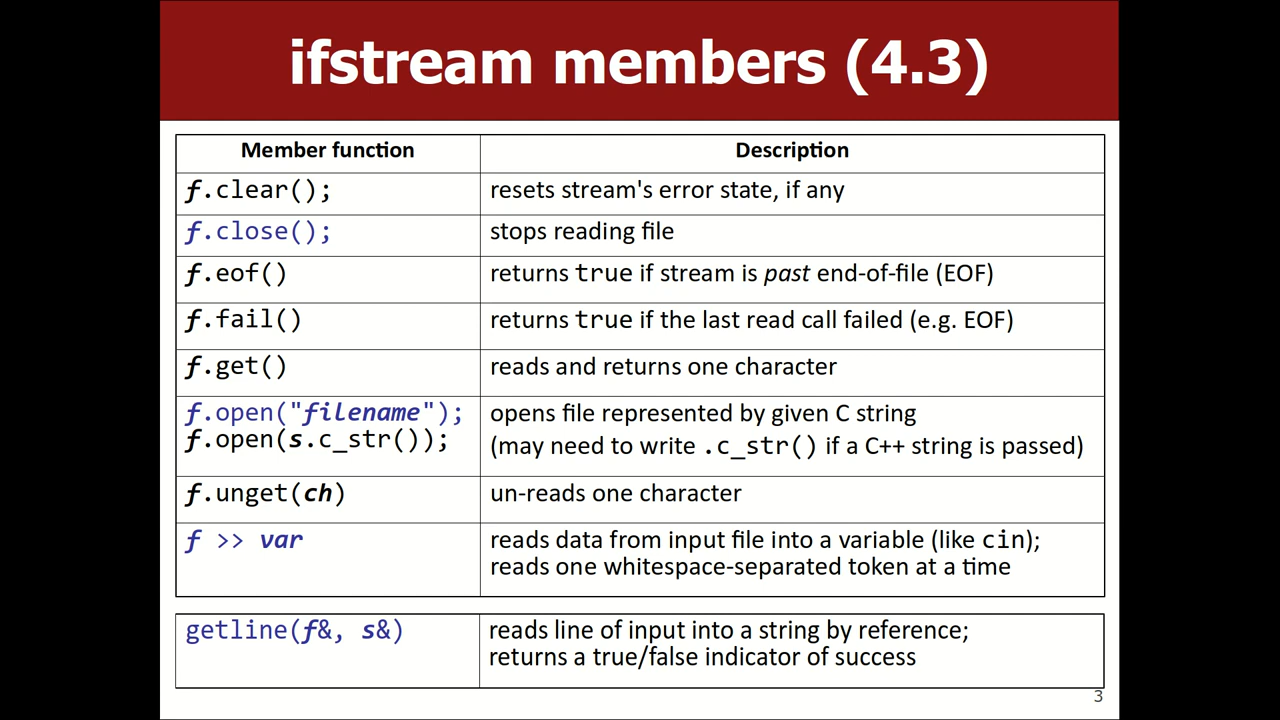 ifstream members (4.3)
Member function Description
f.clear(); resets stream's error state, if any
f.close(); stops reading file
f.eof() returns true if stream is past end-of-file (EOF)
f.fail() returns true if the last read call failed (e.g. EOF)
f.get() reads and returns one character
f.open("filename"); opens file represented by given C string
f.open(s.c_str()); (may need to write .c_str() if a C++ string is passed)
f.unget(ch) un-reads one character
f >> var reads data from input file into a variable (like cin);
reads one whitespace-separated token at a time
getline(f&, s&) reads line of input into a string by reference;
returns a true/false indicator of success
3